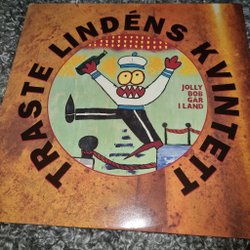 TRASTE LINDÉNS KVINTETT
JOLLY
BOB
GÅR
I LAND